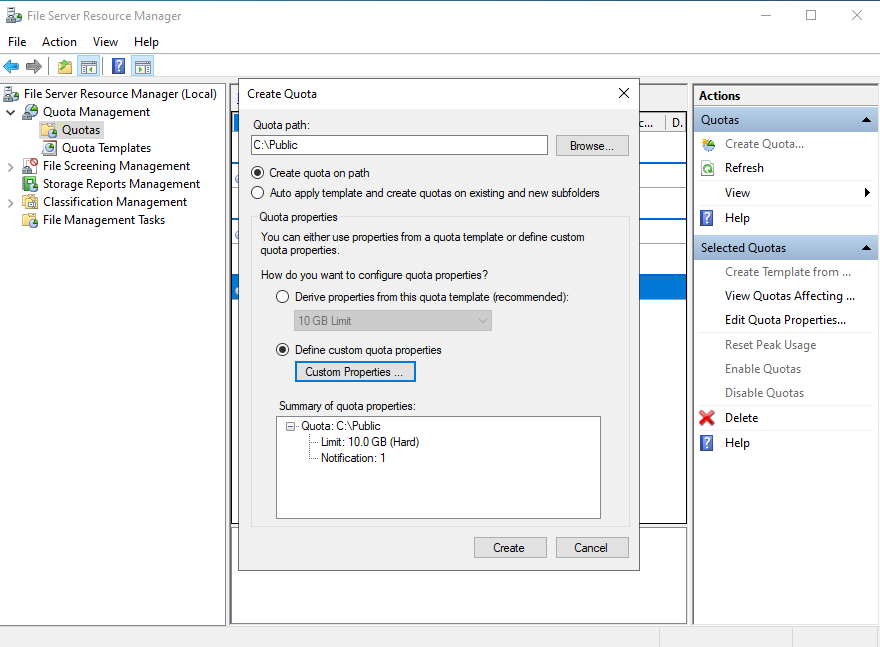 File Server Resource Manager
File Action View Help
File Server Resource Manager (Local)
Quota Management
Quotas
Quota Templates
File Screening Management
Storage Reports Management
Classification Management
File Management Tasks
Create Quota
Quota path:
C:\Public
Browse...
Create quota on path
Auto apply template and create quotas on existing and new subfolders
Quota properties
You can either use properties from a quota template or define custom
quota properties.
How do you want to configure quota properties?
Derive properties from this quota template (recommended):
10 GB Limit
Define custom quota properties
Custom Properties ...
Summary of quota properties:
Quota: C:\Public
Limit: 10.0 GB (Hard)
Notification: 1
Create Cancel
c... D.
Actions
Quotas
Create Quota...
Refresh
View
Help
Selected Quotas
Create Template from ...
View Quotas Affecting ...
Edit Quota Properties...
Reset Peak Usage
Enable Quotas
Disable Quotas
Delete
Help